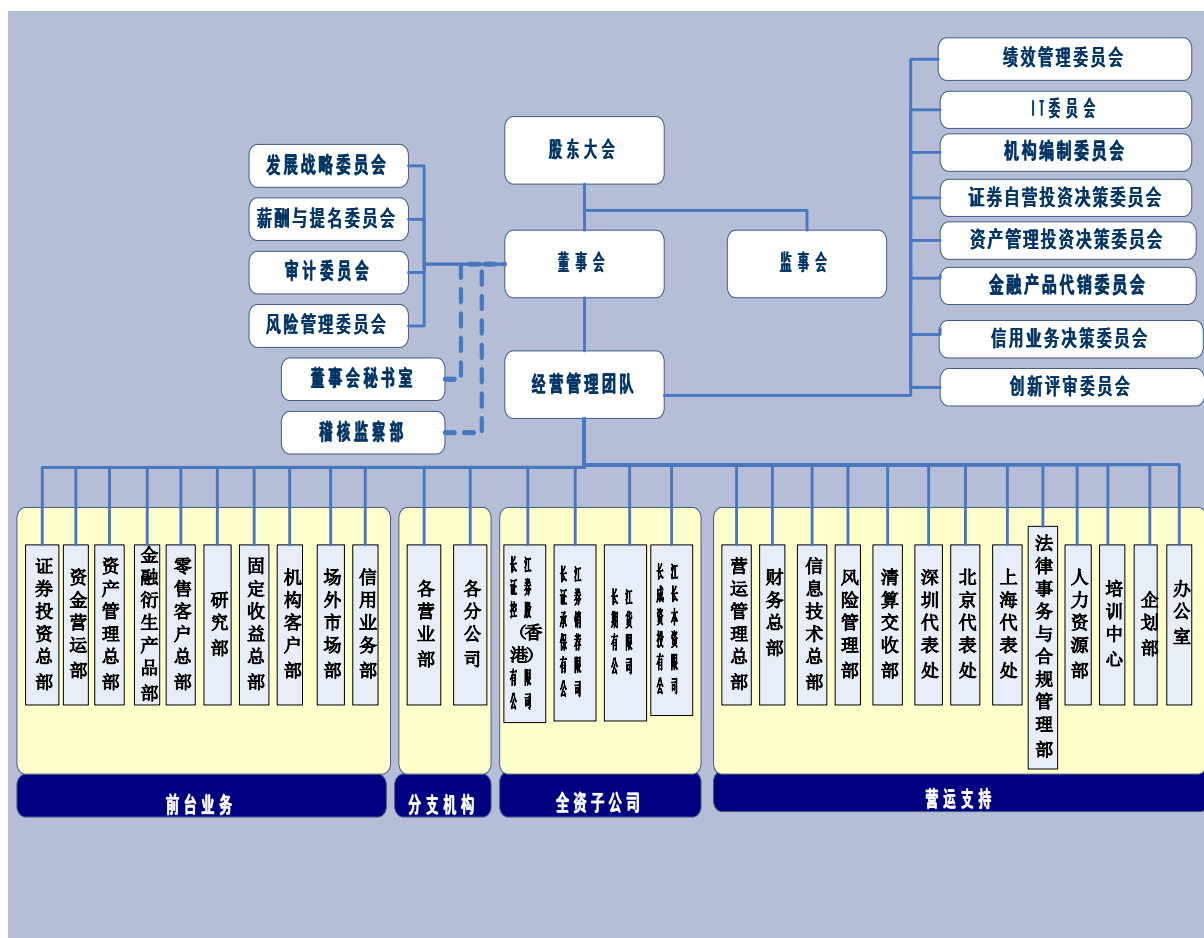 绩效管理委员会
IT委员会
机构编制委员会
证券自营投资决策委员会
资产管理投资决策委员会
金融产品代销委员会
信用业务决策委员会
创新评审委员会
股东大会
发展战略委员会
薪酬与提名委员会
审计委员会
风险管理委员会
董事会
监事会
董事会秘书室
稽核监察部
经营管理团队
证券投资总部
资金营运部
资产管理总部
金融衍生产品部
零售客户总部
研究部
固定收益总部
机构客户部
场外市场部
信用业务部
各营业部
各分公司
长江
证券
控股
(香
港)
有限
公司
长江
证券
承销
保荐
有限
公司
长江
期货
有限
公司
长江
成长
资本
投资
有限
公司
营运管理总部
财务总部
信息技术总部
风险管理部
清算交收部
深圳代表处
北京代表处
上海代表处
法律事务与合规管理部
人力资源部
培训中心
企划部
办公室
前台业务
分支机构
全资子公司
营运支持